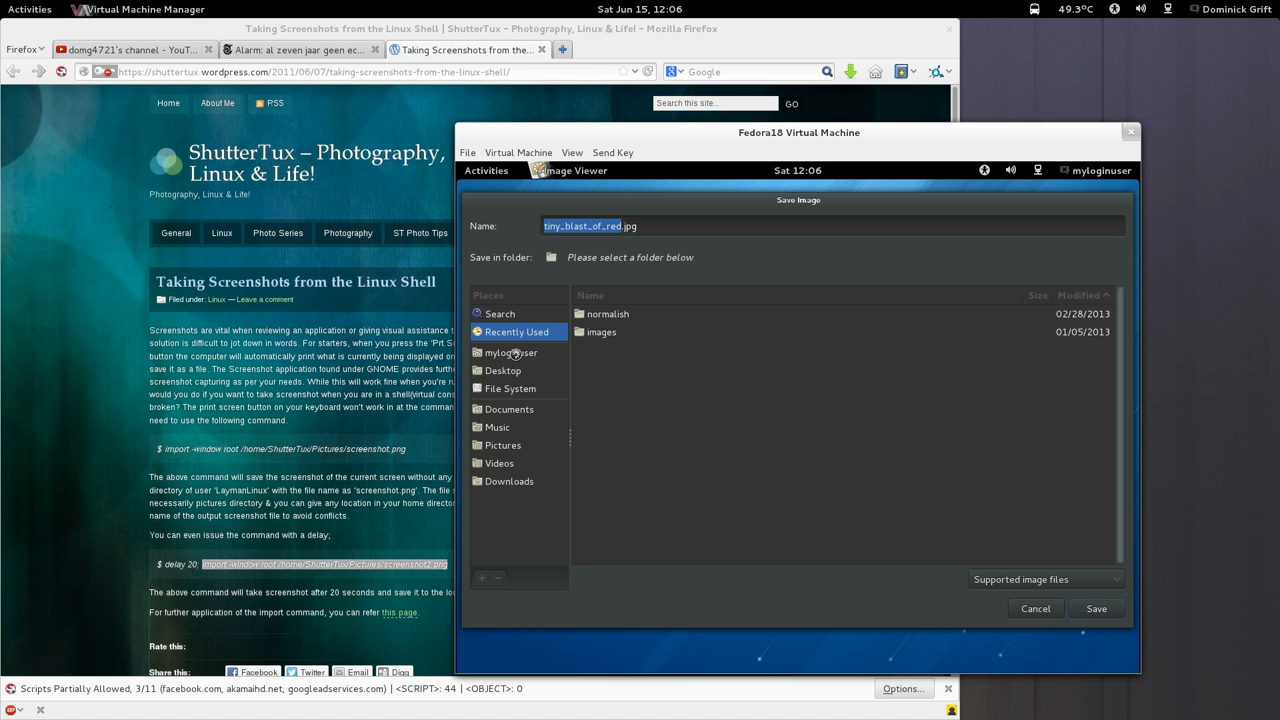 Activities Virtual Machine Manager Sat Jun 15, 12:06 49.3°C Dominick Grift
Taking Screenshots from the Linux Shell | ShutterTux – Photography, Linux & Life! – Mozilla Firefox
Firefox domg4721's channel - YouT... Alarm: al zeven jaar geen ec... Taking Screenshots from the...
https://shuttertux.wordpress.com/2011/06/07/taking-screenshots-from-the-linux-shell/ Google
Home About Me RSS Search this site... GO
ShutterTux – Photography,
Linux & Life!
Photography, Linux & Life!
General Linux Photo Series Photography ST Photo Tips
Taking Screenshots from the Linux Shell
Filed under: Linux — Leave a comment
Screenshots are vital when reviewing an application or giving visual assistance t
solution is difficult to jot down in words. For starters, when you press the 'Prt Sc
button the computer will automatically print what is currently being displayed on
save it as a file. The Screenshot application found under GNOME provides furthe
screenshot capturing as per your needs. While this will work fine when you're ru
would you do if you want to take screenshot when you are in a shell(virtual cons
broken? The print screen button on your keyboard won't work in at the comman
need to use the following command.
$ import -window root /home/ShutterTux/Pictures/screenshot.png
The above command will save the screenshot of the current screen without any
directory of user 'LaymanLinux' with the file name as 'screenshot.png'. The file s
necessarily pictures directory & you can give any location in your home director
name of the output screenshot file to avoid conflicts.
You can even issue the command with a delay;
$ delay 20; import -window root /home/ShutterTux/Pictures/screenshot2.png
The above command will take screenshot after 20 seconds and save it to the lo
For further application of the import command, you can refer this page.
Rate this:
Share this: Facebook Twitter Email Digg
Scripts Partially Allowed, 3/11 (facebook.com, akamaihd.net, googleadservices.com) | <SCRIPT>: 44 | <OBJECT>: 0 Options...
Fedora18 Virtual Machine
File Virtual Machine View Send Key
Activities Image Viewer Sat 12:06 myloginuser
Save Image
Name: tiny_blast_of_red.jpg
Save in folder: Please select a folder below
Places Name Size Modified
Search normalish 02/28/2013
Recently Used images 01/05/2013
myloginuser
Desktop
File System
Documents
Music
Pictures
Videos
Downloads
Supported image files
Cancel Save